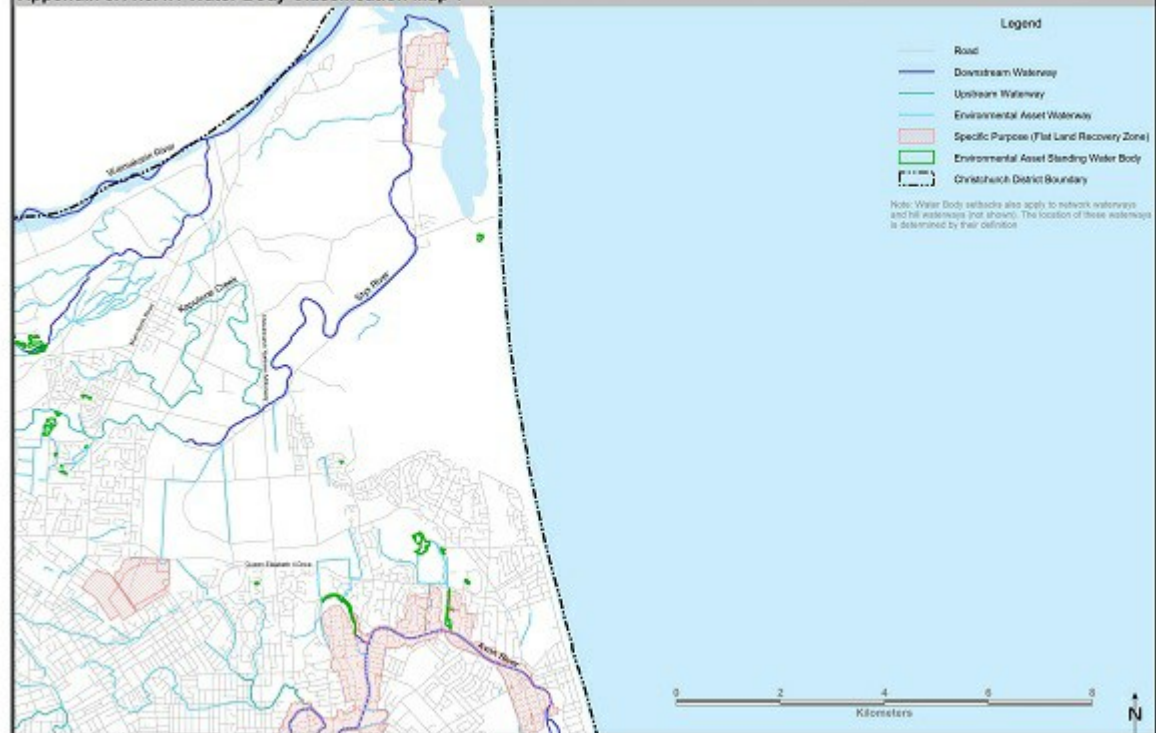 Legend
Road
Downstream Waterway
Upstream Waterway
Environmental Asset Waterway
Specific Purpose (Flat Land Recovery Zone)
Environmental Asset Standing Water Body
Christchurch District Boundary
Note: Water Body setbacks also apply to network waterways
and hill waterways (not shown). The location of these waterways
is determined by their definition
Waimakariri River
Kaputone Creek
Styx River
Queen Elizabeth II Drive
Avon River
0 2 4 6 8
Kilometers
N